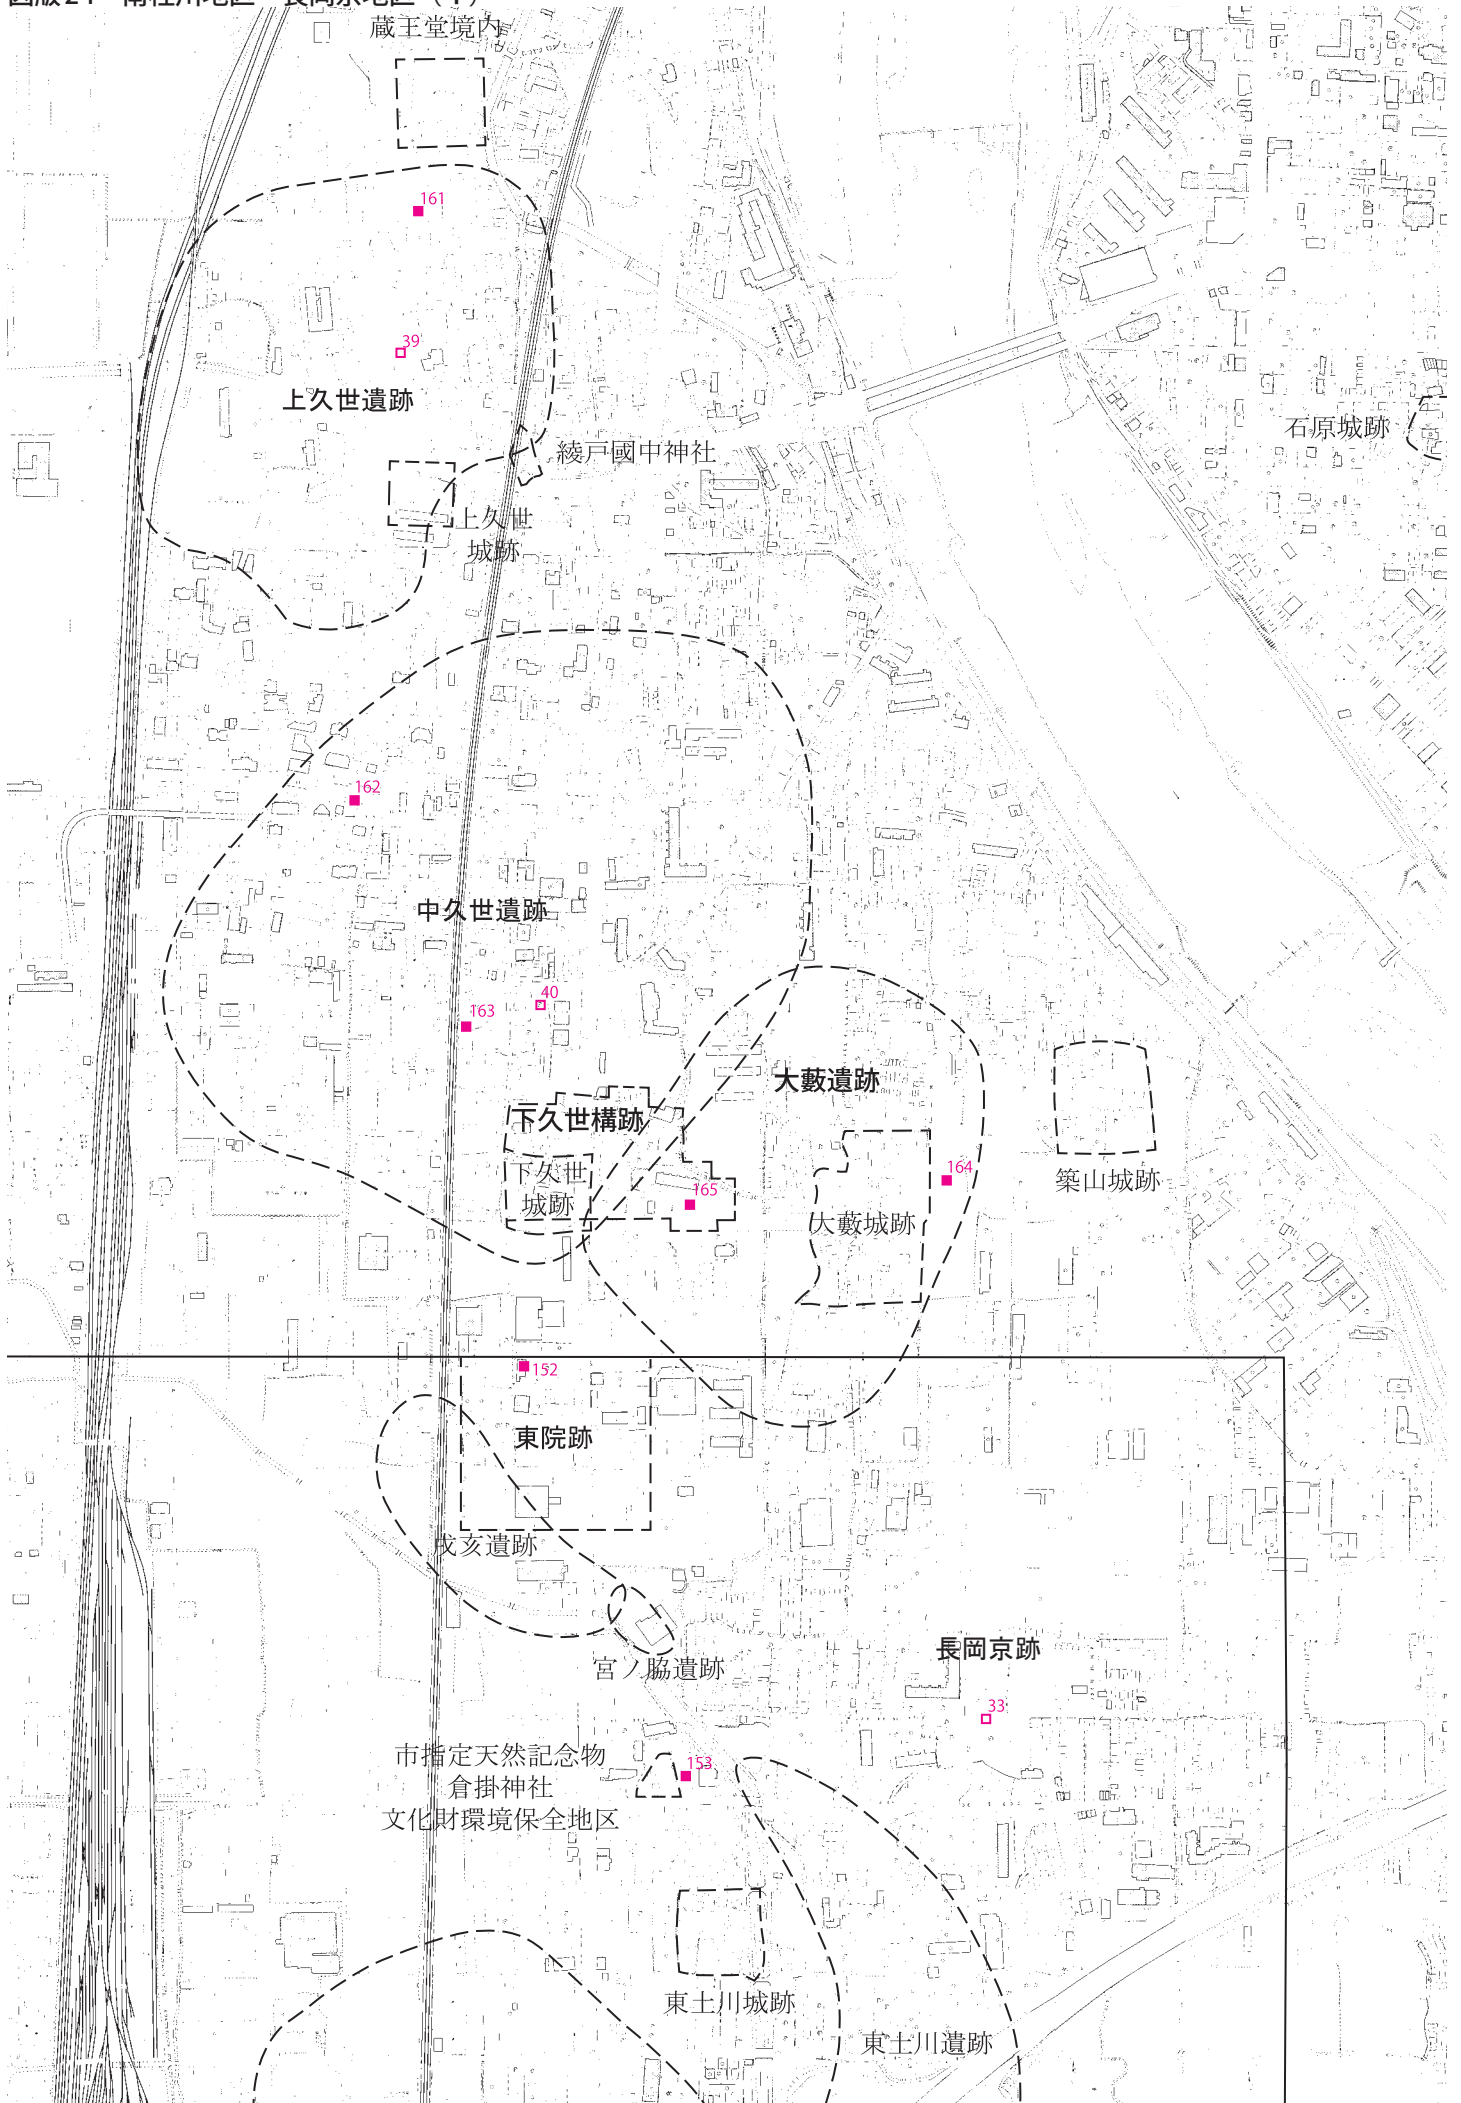 蔵王堂境内
161
39
上久世遺跡
石原城跡
綾戸國中神社
上久世
城跡
162
中久世遺跡
40
163
大藪遺跡
下久世構跡
下久世
城跡
164
165
築山城跡
大藪城跡
152
東院跡
戌亥遺跡
長岡京跡
宮ノ脇遺跡
33
市指定天然記念物
倉掛神社
文化財環境保全地区
153
東土川城跡
東土川遺跡